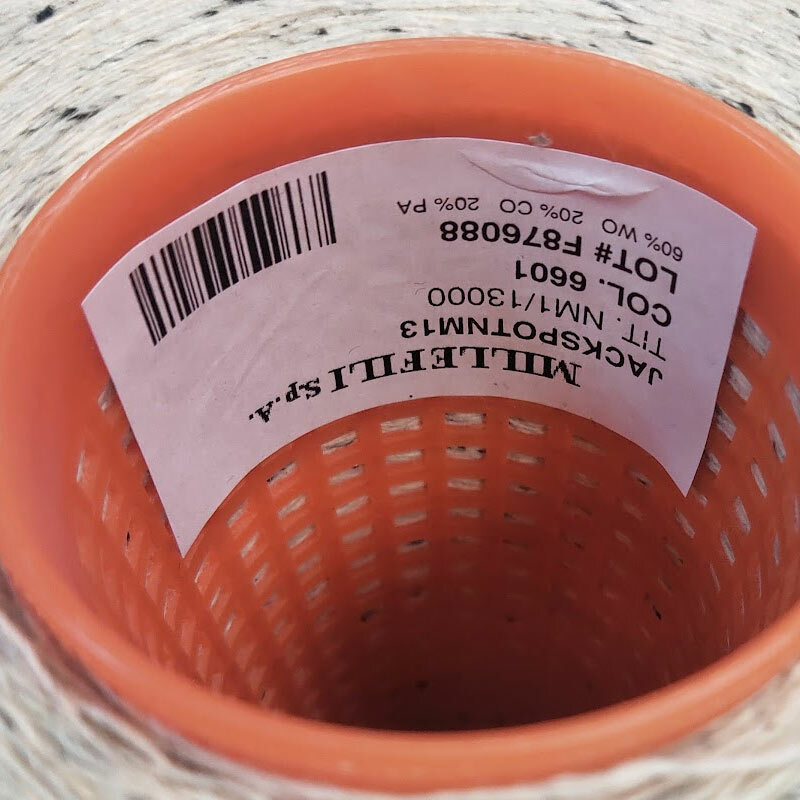 MILLEFILI S.p.A.
JACKSPOTNM13
TIT. NM1/13000
COL. 6601
LOT# F876088
60% WO 20% CO 20% PA